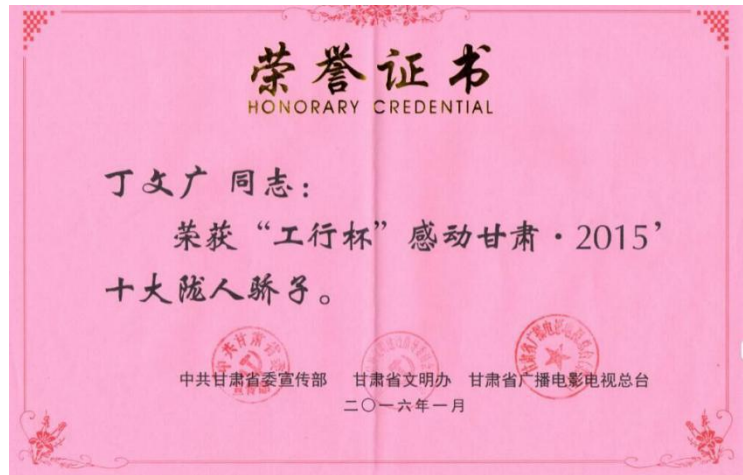 荣誉证书
HONORARY CREDENTIAL
丁文广 同志：
荣获“工行杯”感动甘肃·2015’
十大陇人骄子。
中共甘肃省委宣传部 甘肃省文明办 甘肃省广播电影电视总台
二〇一六年一月